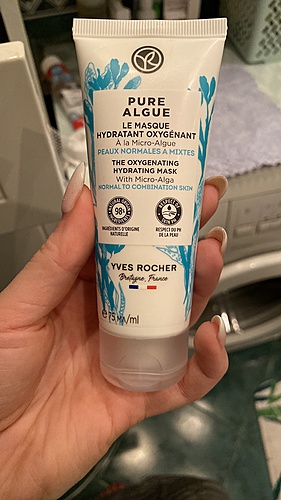 PURE
ALGUE
LE MASQUE
HYDRATANT OXYGÉNANT
A la Micro-Algue
PEAUX NORMALES A MIXTES
THE OXYGENATING
HYDRATING MASK
With Micro-Alga
NORMAL TO COMBINATION SKIN
98%
INGRÉDIENTS D'ORIGINE
NATURELLE
RESPECT DU PH
DE LA PEAU
YVES ROCHER
Bretagne, France
e 75 ml/ml